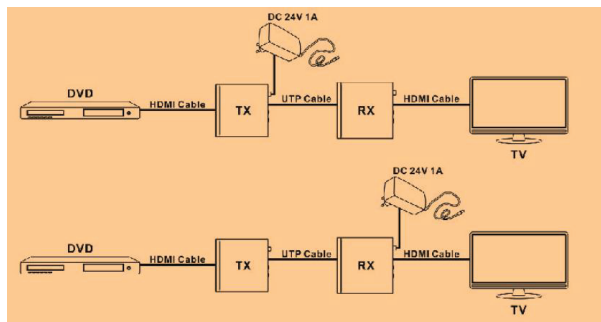 DC 24V 1A
DVD
HDMI Cable
TX
UTP Cable
RX
HDMI Cable
TV
DC 24V 1A
DVD
HDMI Cable
TX
UTP Cable
RX
HDMI Cable
TV